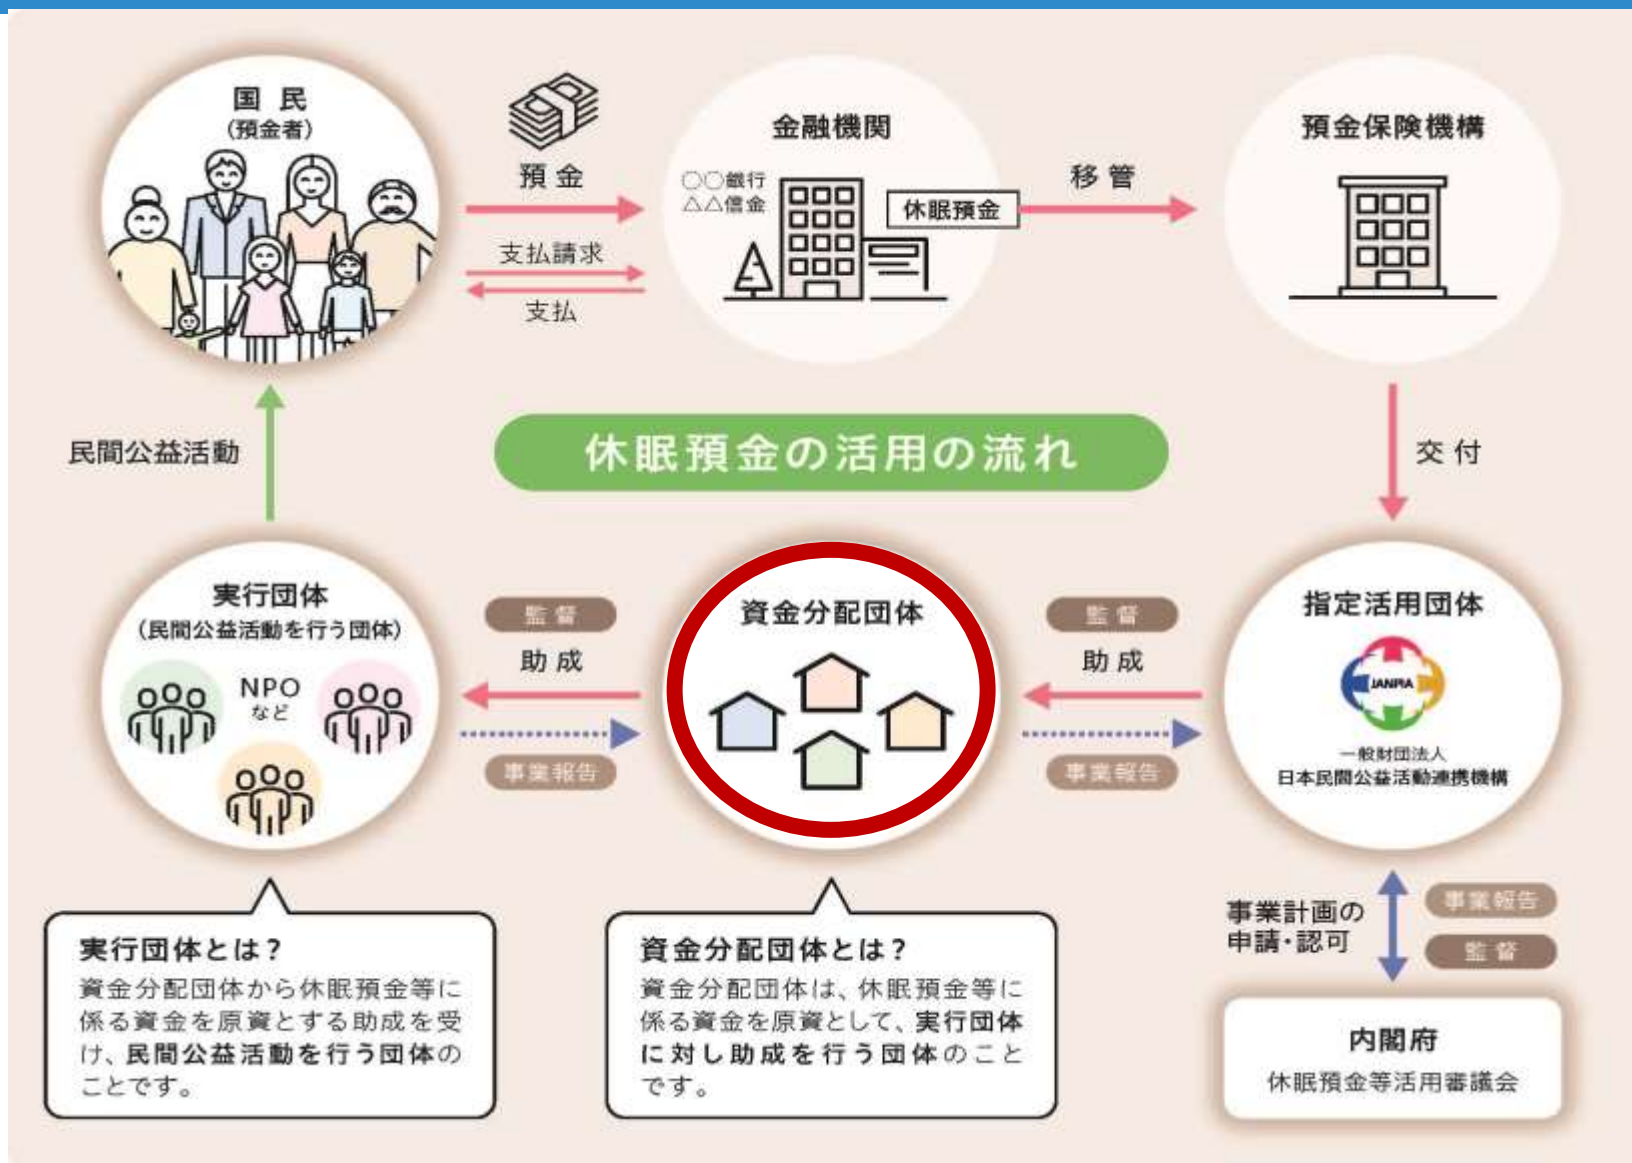 国民
(預金者)
預金
支払請求
支払
金融機関
○○銀行
△△信金
休眠預金
移管
預金保険機構
民間公益活動
休眠預金の活用の流れ
交付
実行団体
(民間公益活動を行う団体)
NPO
など
監督
助成
事業報告
資金分配団体
監督
助成
事業報告
指定活用団体
JANPIA
一般財団法人
日本民間公益活動連携機構
実行団体とは？
資金分配団体から休眠預金等に
係る資金を原資とする助成を受
け、民間公益活動を行う団体の
ことです。
資金分配団体とは？
資金分配団体は、休眠預金等に
係る資金を原資として、実行団体
に対し助成を行う団体のこと
です。
事業計画の
申請・認可
事業報告
監督
内閣府
休眠預金等活用審議会